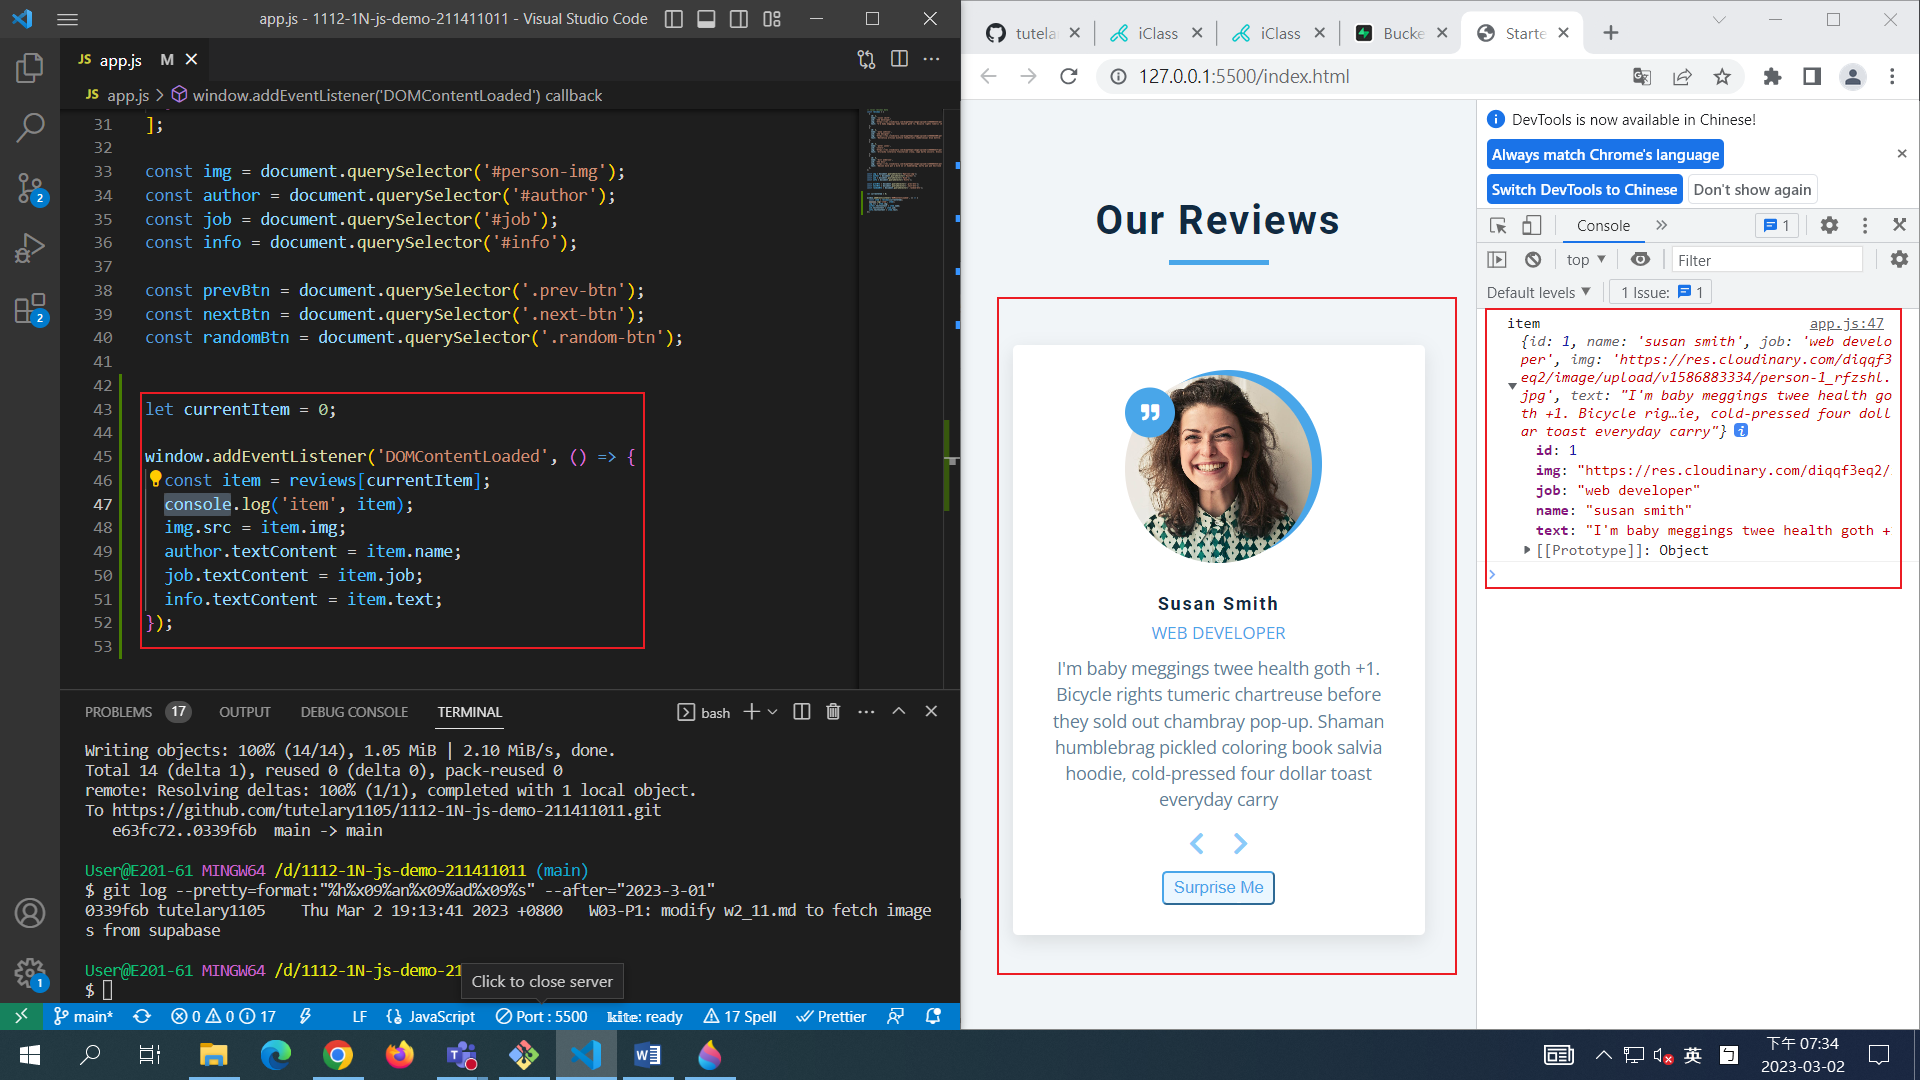 app.js - 1112-1N-js-demo-211411011 - Visual Studio Code
JS app.js M
JS app.js > window.addEventListener('DOMContentLoaded') callback
31 ];
32
33 const img = document.querySelector('#person-img');
34 const author = document.querySelector('#author');
35 const job = document.querySelector('#job');
36 const info = document.querySelector('#info');
37
38 const prevBtn = document.querySelector('.prev-btn');
39 const nextBtn = document.querySelector('.next-btn');
40 const randomBtn = document.querySelector('.random-btn');
41
42
43 let currentItem = 0;
44
45 window.addEventListener('DOMContentLoaded', () => {
46 const item = reviews[currentItem];
47 console.log('item', item);
48 img.src = item.img;
49 author.textContent = item.name;
50 job.textContent = item.job;
51 info.textContent = item.text;
52 });
53
2
2
1
PROBLEMS 17 OUTPUT DEBUG CONSOLE TERMINAL bash
Writing objects: 100% (14/14), 1.05 MiB | 2.10 MiB/s, done.
Total 14 (delta 1), reused 0 (delta 0), pack-reused 0
remote: Resolving deltas: 100% (1/1), completed with 1 local object.
To https://github.com/tutelary1105/1112-1N-js-demo-211411011.git
e63fc72..0339f6b main -> main
User@E201-61 MINGW64 /d/1112-1N-js-demo-211411011 (main)
$ git log --pretty=format:"%h%x09%an%x09%ad%x09%s" --after="2023-3-01"
0339f6b tutelary1105 Thu Mar 2 19:13:41 2023 +0800 W03-P1: modify w2_11.md to fetch image
s from supabase
User@E201-61 MINGW64 /d/1112-1N-js-demo-21
$
Click to close server
main* 0 0 17 LF JavaScript Port : 5500 kite: ready 17 Spell Prettier
tutela iClass iClass Bucke Starte
127.0.0.1:5500/index.html
Our Reviews
Susan Smith
WEB DEVELOPER
I'm baby meggings twee health goth +1.
Bicycle rights tumeric chartreuse before
they sold out chambray pop-up. Shaman
humblebrag pickled coloring book salvia
hoodie, cold-pressed four dollar toast
everyday carry
Surprise Me
DevTools is now available in Chinese!
Always match Chrome's language
Switch DevTools to Chinese Don't show again
Console 1
top Filter
Default levels 1 Issue: 1
item app.js:47
{id: 1, name: 'susan smith', job: 'web develo
per', img: 'https://res.cloudinary.com/diqqf3
eq2/image/upload/v1586883334/person-1_rfzshl.
jpg', text: "I'm baby meggings twee health go
th +1. Bicycle rig…ie, cold-pressed four doll
ar toast everyday carry"}
id: 1
img: "https://res.cloudinary.com/diqqf3eq2/
job: "web developer"
name: "susan smith"
text: "I'm baby meggings twee health goth +
[[Prototype]]: Object
英 ㄅ
下午 07:34
2023-03-02